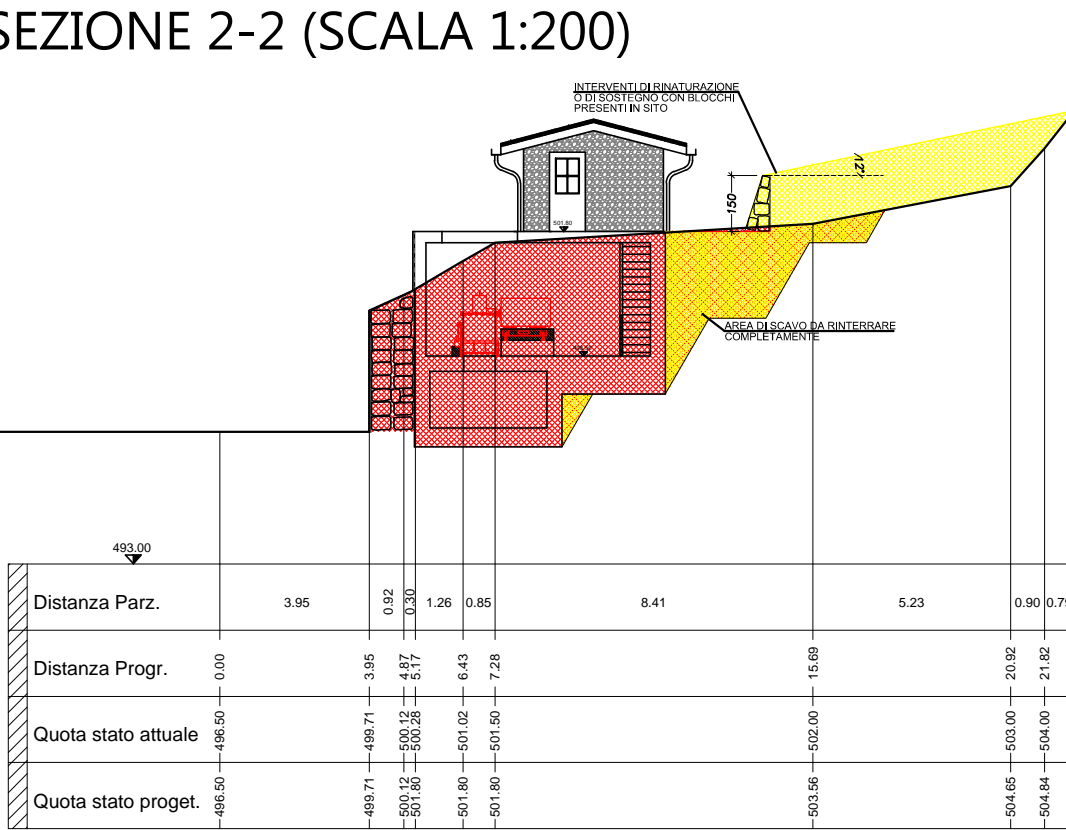 SEZIONE 2-2 (SCALA 1:200)
INTERVENTI DI RINATURAZIONE
O DI SOSTEGNO CON BLOCCHI
PRESENTI IN SITO
12°
150
501.80
AREA DI SCAVO DA RINTERRARE
COMPLETAMENTE
493.00
Distanza Parz. 3.95 0.92 0.30 1.26 0.85 8.41 5.23 0.90 0.79
Distanza Progr. 0.00 3.95 4.87 5.17 6.43 7.28 15.69 20.92 21.82
Quota stato attuale 496.50 499.71 500.12 500.28 501.02 501.50 502.00 503.00 504.00
Quota stato proget. 496.50 499.71 500.12 501.80 501.80 501.80 503.56 504.65 504.84